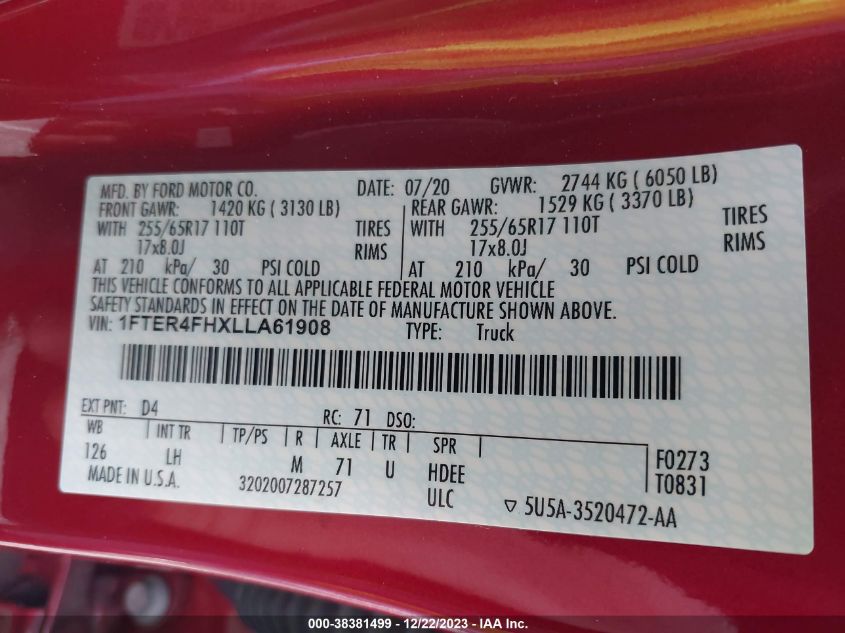 MFD. BY FORD MOTOR CO. DATE: 07/20 GVWR: 2744 KG ( 6050 LB)
FRONT GAWR: 1420 KG ( 3130 LB) REAR GAWR: 1529 KG ( 3370 LB)
WITH 255/65R17 110T TIRES WITH 255/65R17 110T TIRES
17x8.0J RIMS 17x8.0J RIMS
AT 210 kPa/ 30 PSI COLD AT 210 kPa/ 30 PSI COLD
THIS VEHICLE CONFORMS TO ALL APPLICABLE FEDERAL MOTOR VEHICLE
SAFETY STANDARDS IN EFFECT ON THE DATE OF MANUFACTURE SHOWN ABOVE.
VIN: 1FTER4FHXLLA61908 TYPE: Truck
EXT PNT: D4 RC: 71 DSO:
WB INT TR TP/PS R AXLE TR SPR
126 LH M 71 U HDEE F0273
MADE IN U.S.A. 3202007287257 ULC T0831
5U5A-3520472-AA
000-38381499 - 12/22/2023 - IAA Inc.